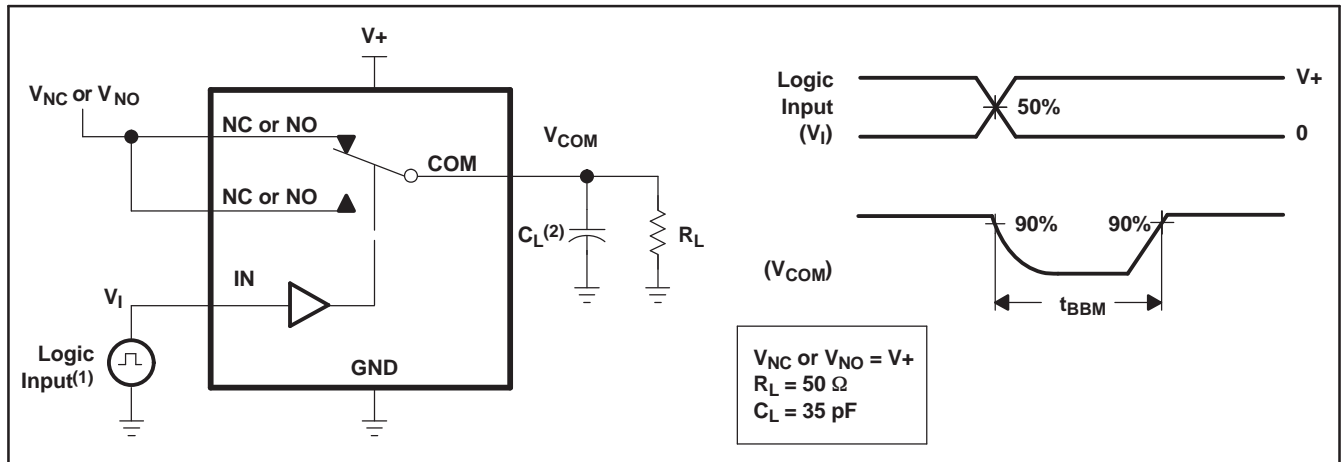 V+
VNC or VNO
NC or NO
VCOM
COM
NC or NO
CL(2)
RL
IN
VI
Logic
Input(1)
GND
Logic
Input
(VI)
V+
50%
0
90%
90%
(VCOM)
tBBM
VNC or VNO = V+
RL = 50 Ω
CL = 35 pF